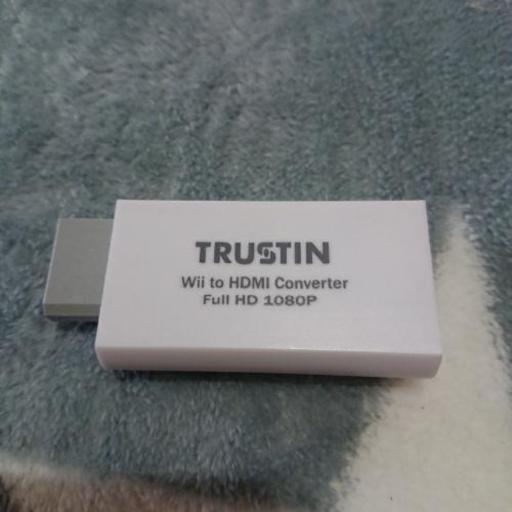 TRUSTIN
Wii to HDMI Converter
Full HD 1080P